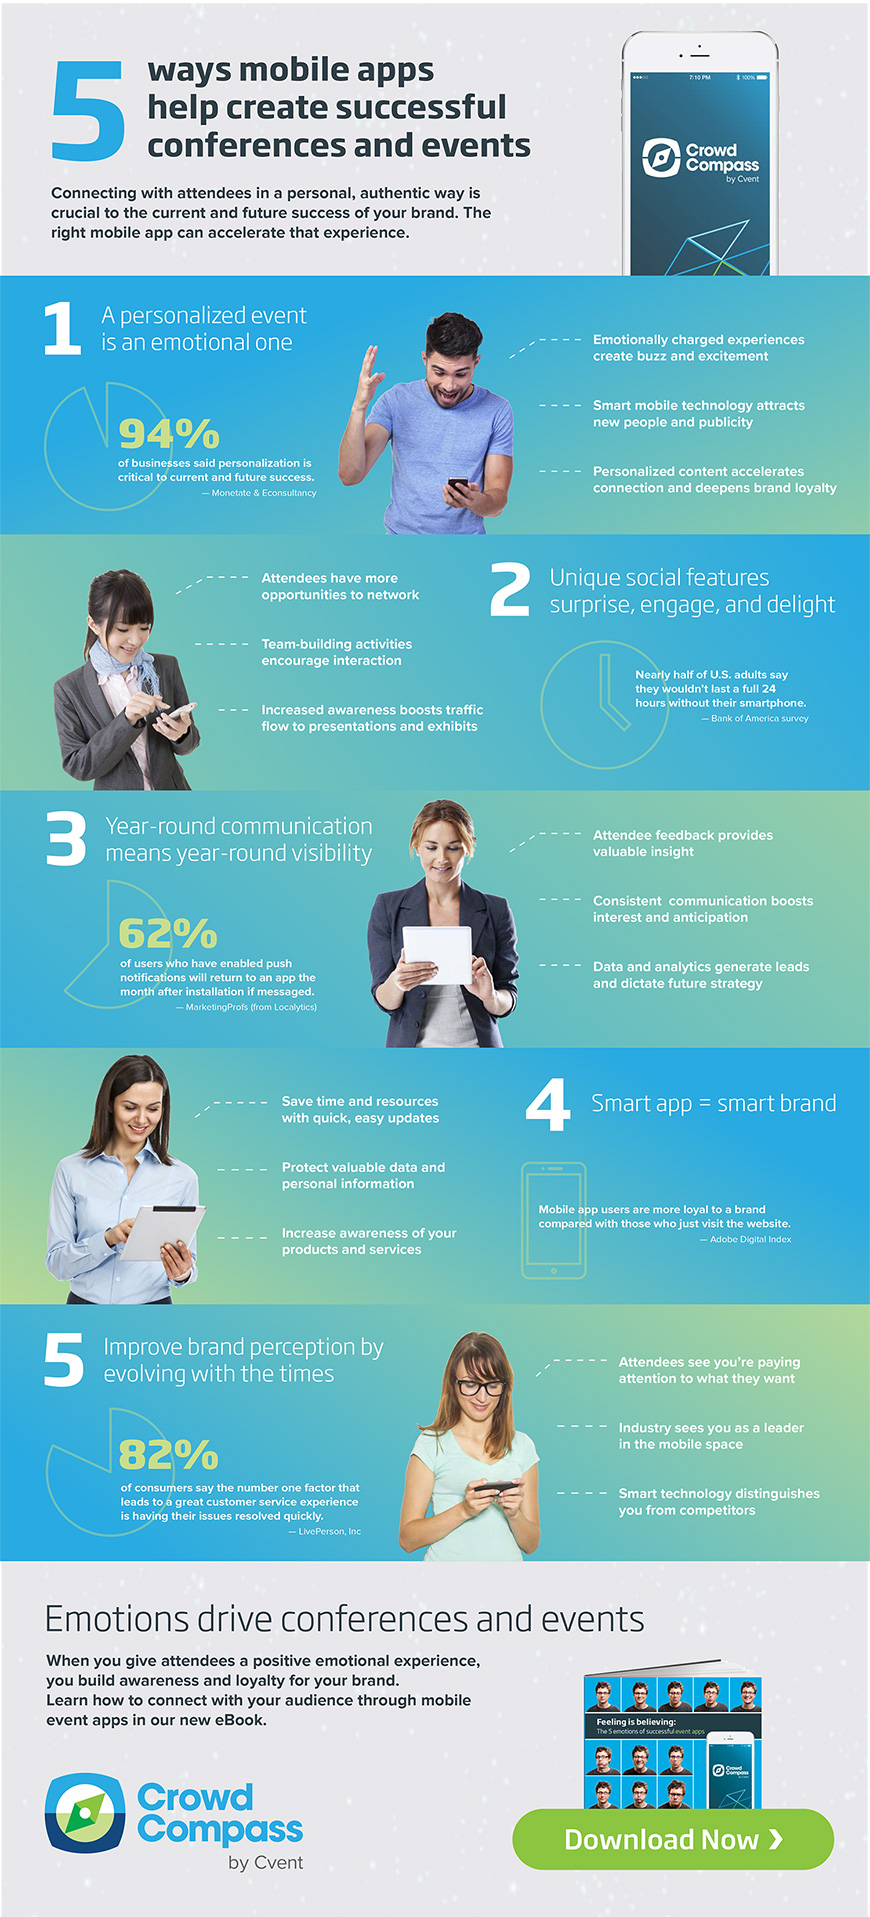 5
ways mobile apps
help create successful
conferences and events
Connecting with attendees in a personal, authentic way is
crucial to the current and future success of your brand. The
right mobile app can accelerate that experience.
7:10 PM
100%
Crowd
Compass
by Cvent
1
A personalized event
is an emotional one
94%
of businesses said personalization is
critical to current and future success.
— Monetate & Econsultancy
Emotionally charged experiences
create buzz and excitement
Smart mobile technology attracts
new people and publicity
Personalized content accelerates
connection and deepens brand loyalty
Attendees have more
opportunities to network
Team-building activities
encourage interaction
Increased awareness boosts traffic
flow to presentations and exhibits
2
Unique social features
surprise, engage, and delight
Nearly half of U.S. adults say
they wouldn't last a full 24
hours without their smartphone.
— Bank of America survey
3
Year-round communication
means year-round visibility
62%
of users who have enabled push
notifications will return to an app the
month after installation if messaged.
— MarketingProfs (from Localytics)
Attendee feedback provides
valuable insight
Consistent communication boosts
interest and anticipation
Data and analytics generate leads
and dictate future strategy
Save time and resources
with quick, easy updates
Protect valuable data and
personal information
Increase awareness of your
products and services
4
Smart app = smart brand
Mobile app users are more loyal to a brand
compared with those who just visit the website.
— Adobe Digital Index
5
Improve brand perception by
evolving with the times
82%
of consumers say the number one factor that
leads to a great customer service experience
is having their issues resolved quickly.
— LivePerson, Inc
Attendees see you're paying
attention to what they want
Industry sees you as a leader
in the mobile space
Smart technology distinguishes
you from competitors
Emotions drive conferences and events
When you give attendees a positive emotional experience,
you build awareness and loyalty for your brand.
Learn how to connect with your audience through mobile
event apps in our new eBook.
Feeling is believing:
The 5 emotions of successful event apps
Crowd
Compass
by Cvent
Crowd
Compass
by Cvent
Download Now ❯